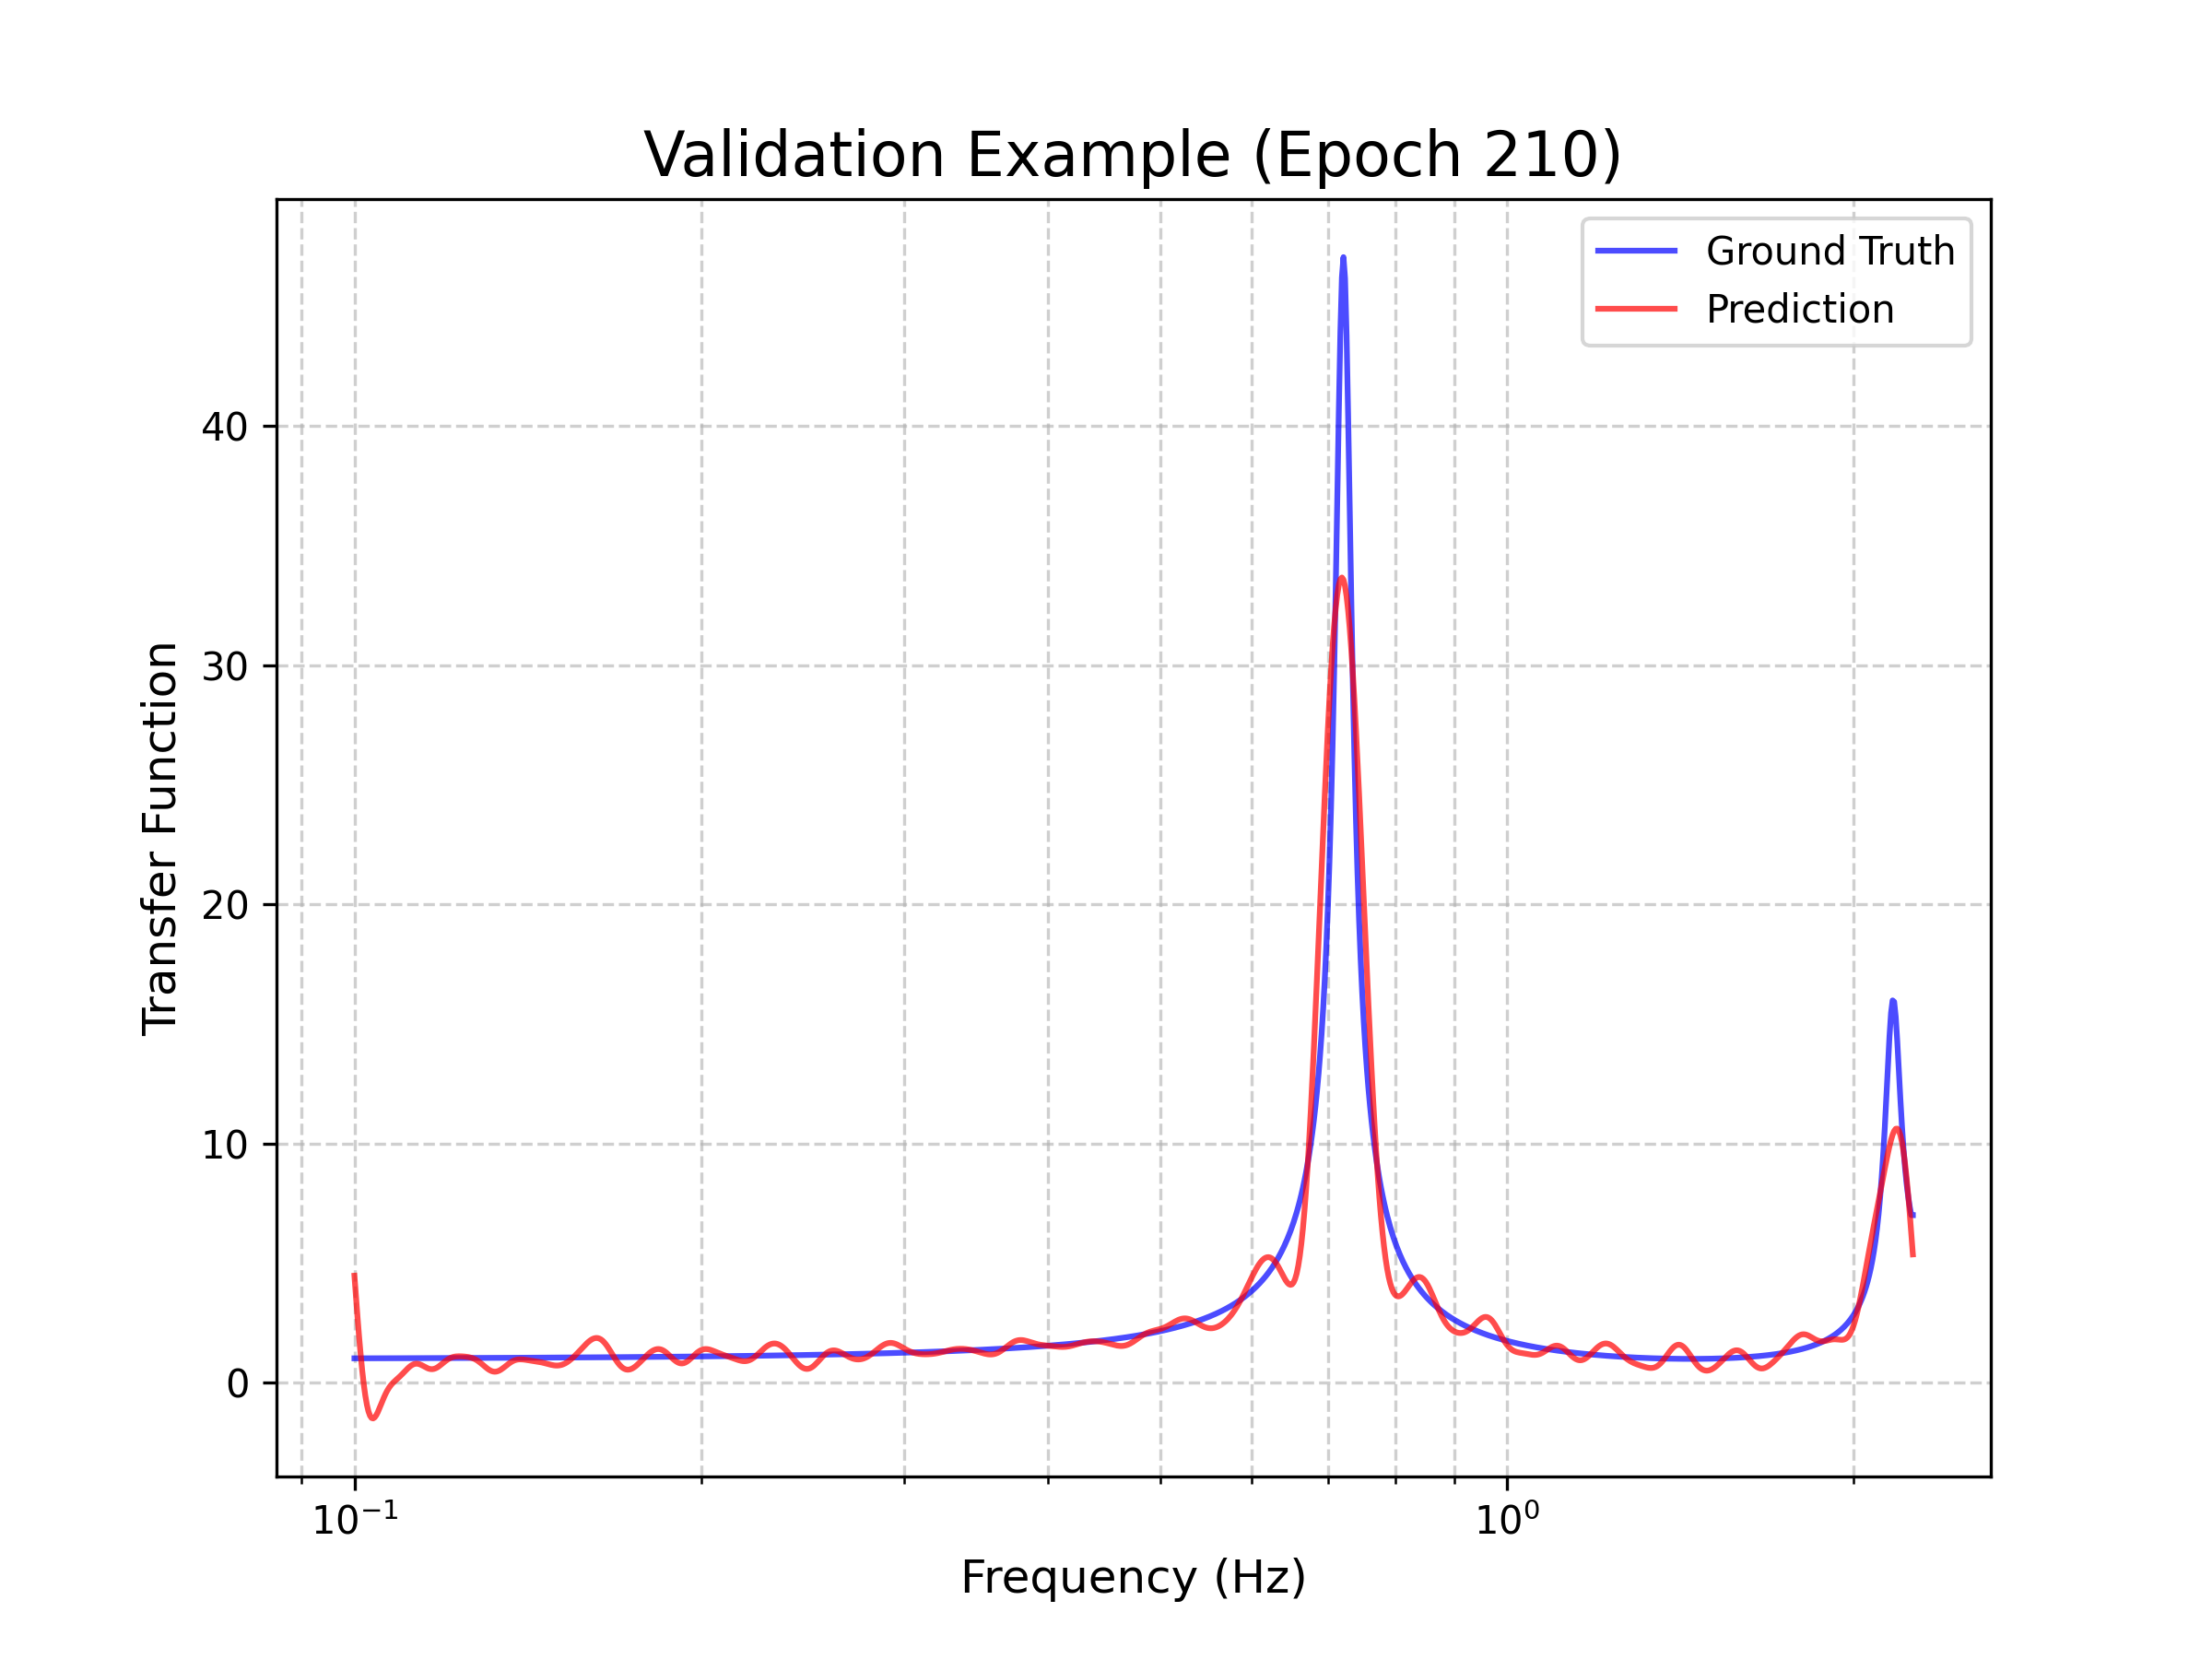 Validation Example (Epoch 210)
Ground Truth
Prediction
Transfer Function
40
30
20
10
0
10⁻¹
10⁰
Frequency (Hz)